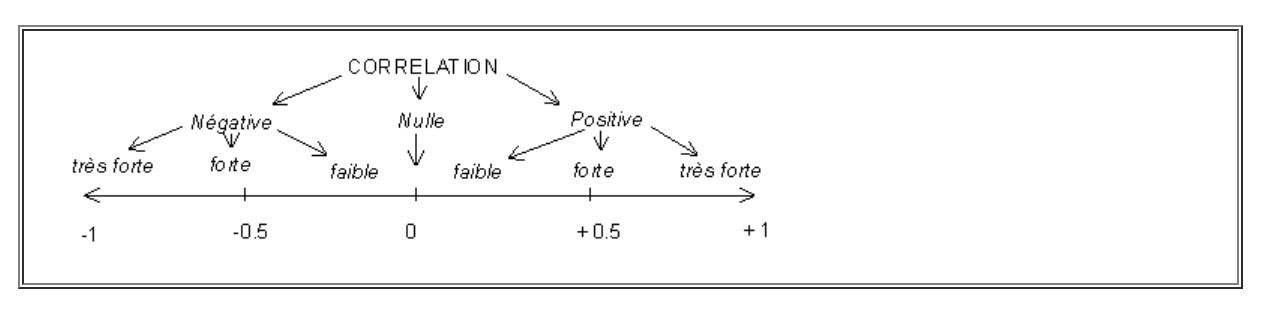 CORRELATION
Négative Nulle Positive
très forte forte faible faible forte très forte
-1 -0.5 0 +0.5 +1